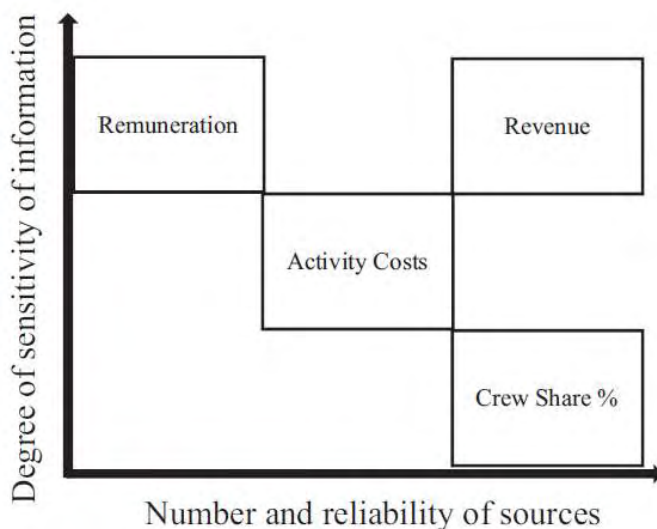 Degree of sensitivity of information
Remuneration
Revenue
Activity Costs
Crew Share %
Number and reliability of sources